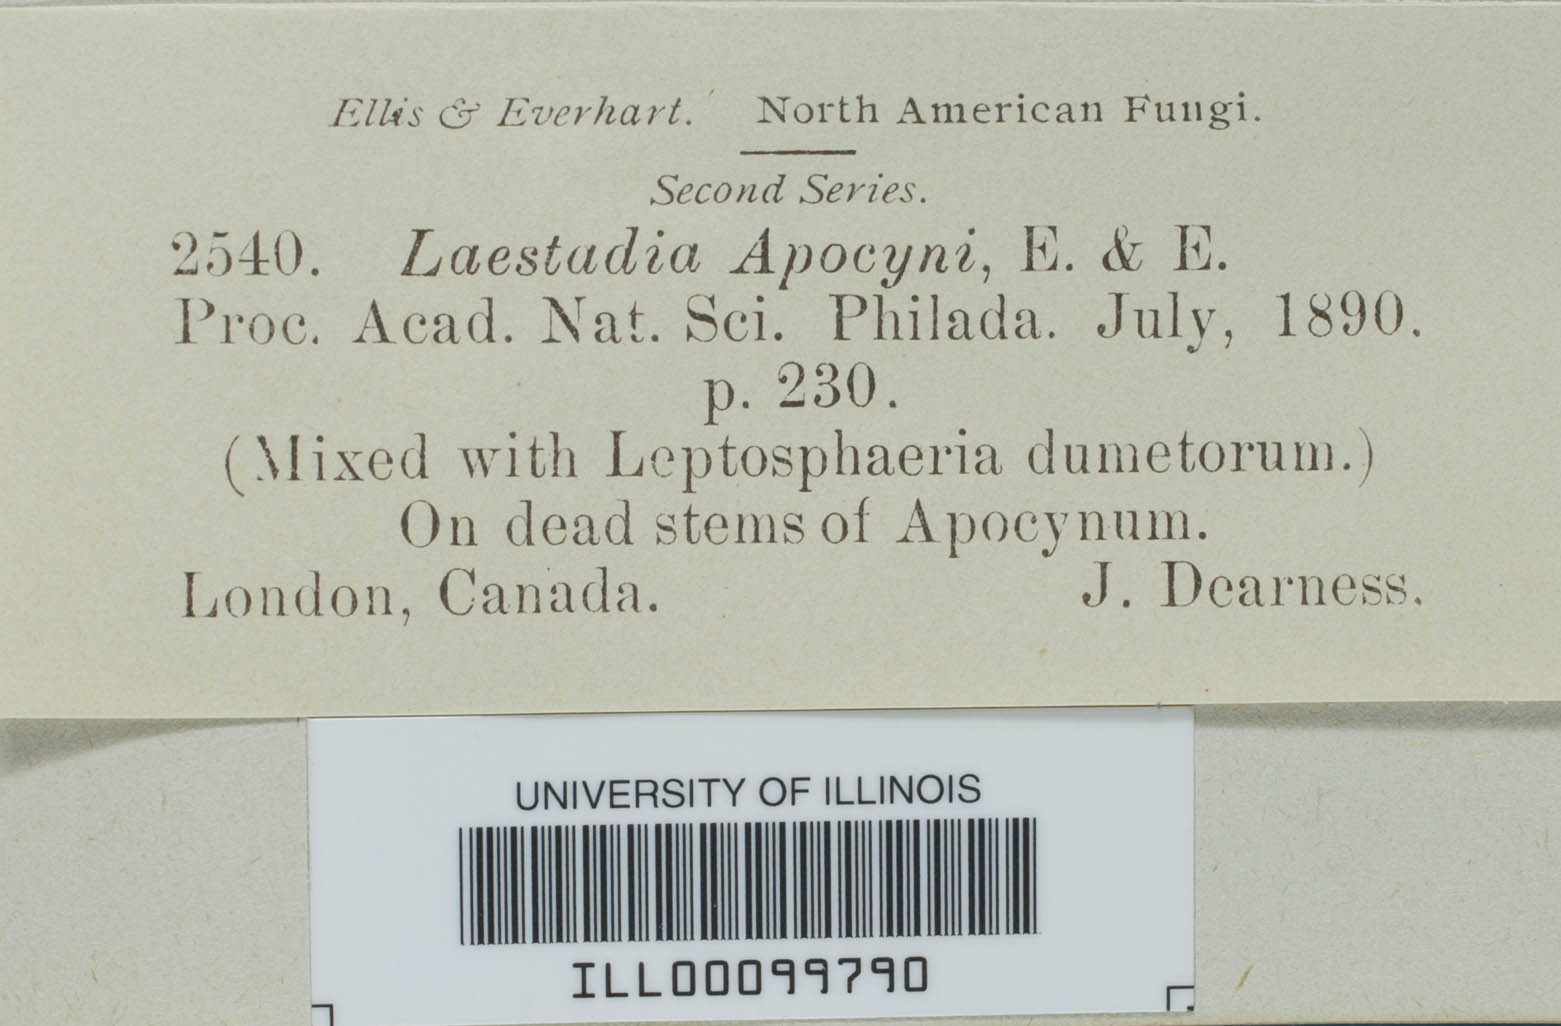 Ellis & Everhart. North American Fungi.
Second Series.
2540. Laestadia Apocyni, E. & E.
Proc. Acad. Nat. Sci. Philada. July, 1890.
p. 230.
(Mixed with Leptosphaeria dumetorum.)
On dead stems of Apocynum.
London, Canada. J. Dearness.
UNIVERSITY OF ILLINOIS
ILL00099790